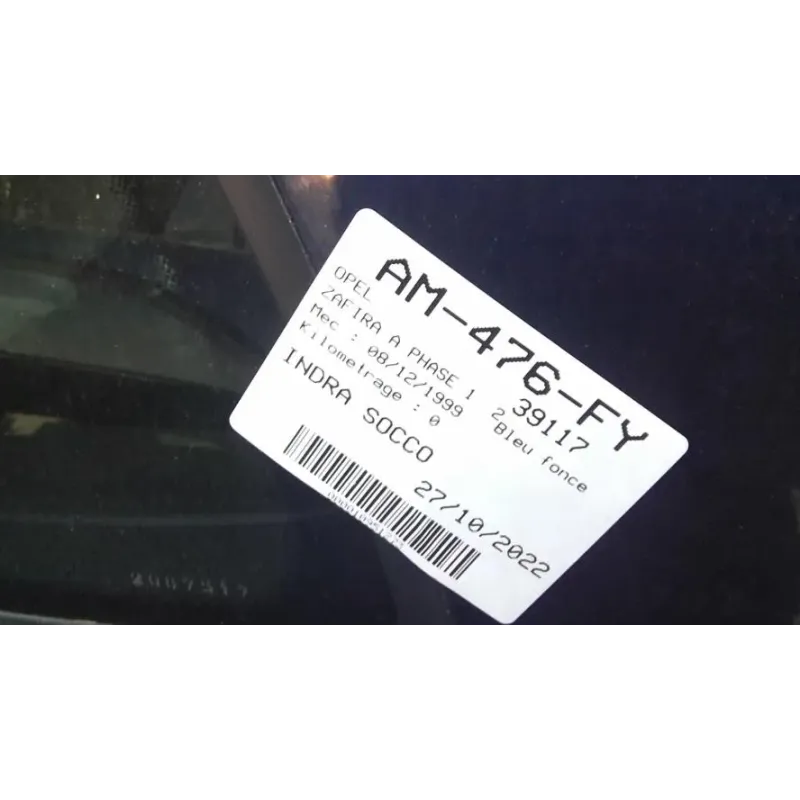 AM-476-FY
OPEL
39117
ZAFIRA A PHASE 1 2
Mec : 08/12/1999
Bleu fonce
Kilometrage : 0
INDRA SOCCO
27/10/2022